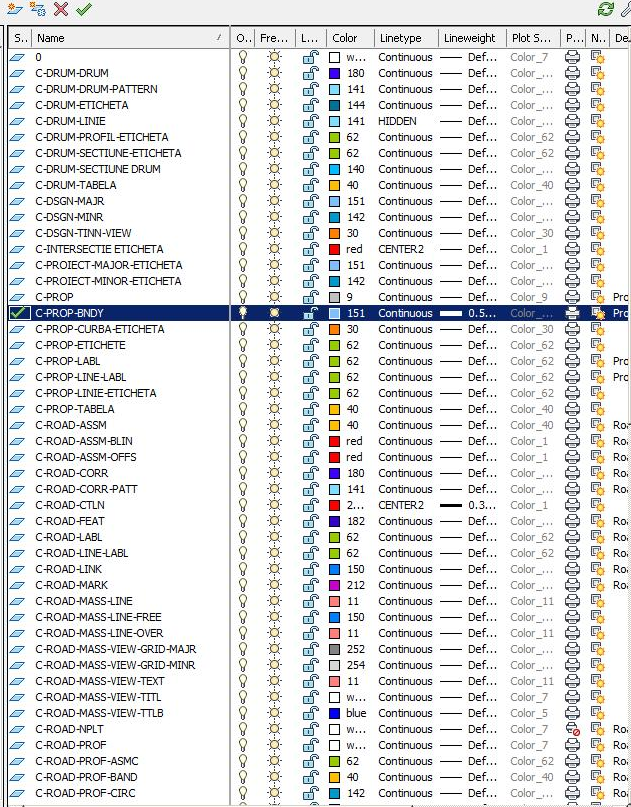 S... Name / O.. Fre... L... Color Linetype Lineweight Plot S... P... N.. De
0 w... Continuous Def... Color_7
C-DRUM-DRUM 180 Continuous Def... Color_...
C-DRUM-DRUM-PATTERN 141 Continuous Def... Color_...
C-DRUM-ETICHETA 144 Continuous Def... Color_...
C-DRUM-LINIE 141 HIDDEN Def... Color_...
C-DRUM-PROFIL-ETICHETA 62 Continuous Def... Color_62
C-DRUM-SECTIUNE-ETICHETA 62 Continuous Def... Color_62
C-DRUM-SECTIUNE DRUM 140 Continuous Def... Color_...
C-DRUM-TABELA 40 Continuous Def... Color_40
C-DSGN-MAJR 151 Continuous Def... Color_...
C-DSGN-MINR 142 Continuous Def... Color_...
C-DSGN-TINN-VIEW 30 Continuous Def... Color_30
C-INTERSECTIE ETICHETA red CENTER2 Def... Color_1
C-PROIECT-MAJOR-ETICHETA 151 Continuous Def... Color_...
C-PROIECT-MINOR-ETICHETA 142 Continuous Def... Color_...
C-PROP 9 Continuous Def... Color_9 Pro
C-PROP-BNDY 151 Continuous 0.5... Color_... Pro
C-PROP-CURBA-ETICHETA 30 Continuous Def... Color_30
C-PROP-ETICHETE 62 Continuous Def... Color_62
C-PROP-LABL 62 Continuous Def... Color_62 Pro
C-PROP-LINE-LABL 62 Continuous Def... Color_62 Pro
C-PROP-LINIE-ETICHETA 62 Continuous Def... Color_62
C-PROP-TABELA 40 Continuous Def... Color_40
C-ROAD-ASSM 40 Continuous Def... Color_40 Roa
C-ROAD-ASSM-BLIN red Continuous Def... Color_1 Roa
C-ROAD-ASSM-OFFS red Continuous Def... Color_1 Roa
C-ROAD-CORR 180 Continuous Def... Color_... Roa
C-ROAD-CORR-PATT 141 Continuous Def... Color_... Roa
C-ROAD-CTLN 2... CENTER2 0.3... Color_1 Roa
C-ROAD-FEAT 182 Continuous Def... Color_... Roa
C-ROAD-LABL 62 Continuous Def... Color_62 Roa
C-ROAD-LINE-LABL 62 Continuous Def... Color_62 Roa
C-ROAD-LINK 150 Continuous Def... Color_... Roa
C-ROAD-MARK 212 Continuous Def... Color_... Roa
C-ROAD-MASS-LINE 11 Continuous Def... Color_11
C-ROAD-MASS-LINE-FREE 150 Continuous Def... Color_...
C-ROAD-MASS-LINE-OVER 11 Continuous Def... Color_11
C-ROAD-MASS-VIEW-GRID-MAJR 252 Continuous Def... Color_...
C-ROAD-MASS-VIEW-GRID-MINR 254 Continuous Def... Color_...
C-ROAD-MASS-VIEW-TEXT 11 Continuous Def... Color_11
C-ROAD-MASS-VIEW-TITL w... Continuous Def... Color_7
C-ROAD-MASS-VIEW-TTLB blue Continuous Def... Color_5
C-ROAD-NPLT w... Continuous Def... Color_7 Roa
C-ROAD-PROF w... Continuous Def... Color_7 Roa
C-ROAD-PROF-ASMC 62 Continuous Def... Color_62 Roa
C-ROAD-PROF-BAND 40 Continuous Def... Color_40 Roa
C-ROAD-PROF-CIRC 142 Continuous Def... Color_... Roa